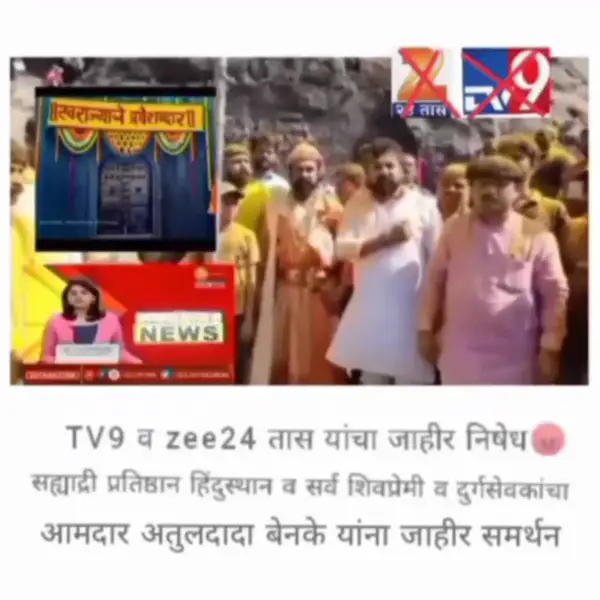 २४ तास
TV9
॥स्वराज्याचे प्रवेशद्वार॥
NEWS
TV9 व zee24 तास यांचा जाहीर निषेध
सह्याद्री प्रतिष्ठान हिंदुस्थान व सर्व शिवप्रेमी व दुर्गसेवकांचा
आमदार अतुलदादा बेनके यांना जाहीर समर्थन